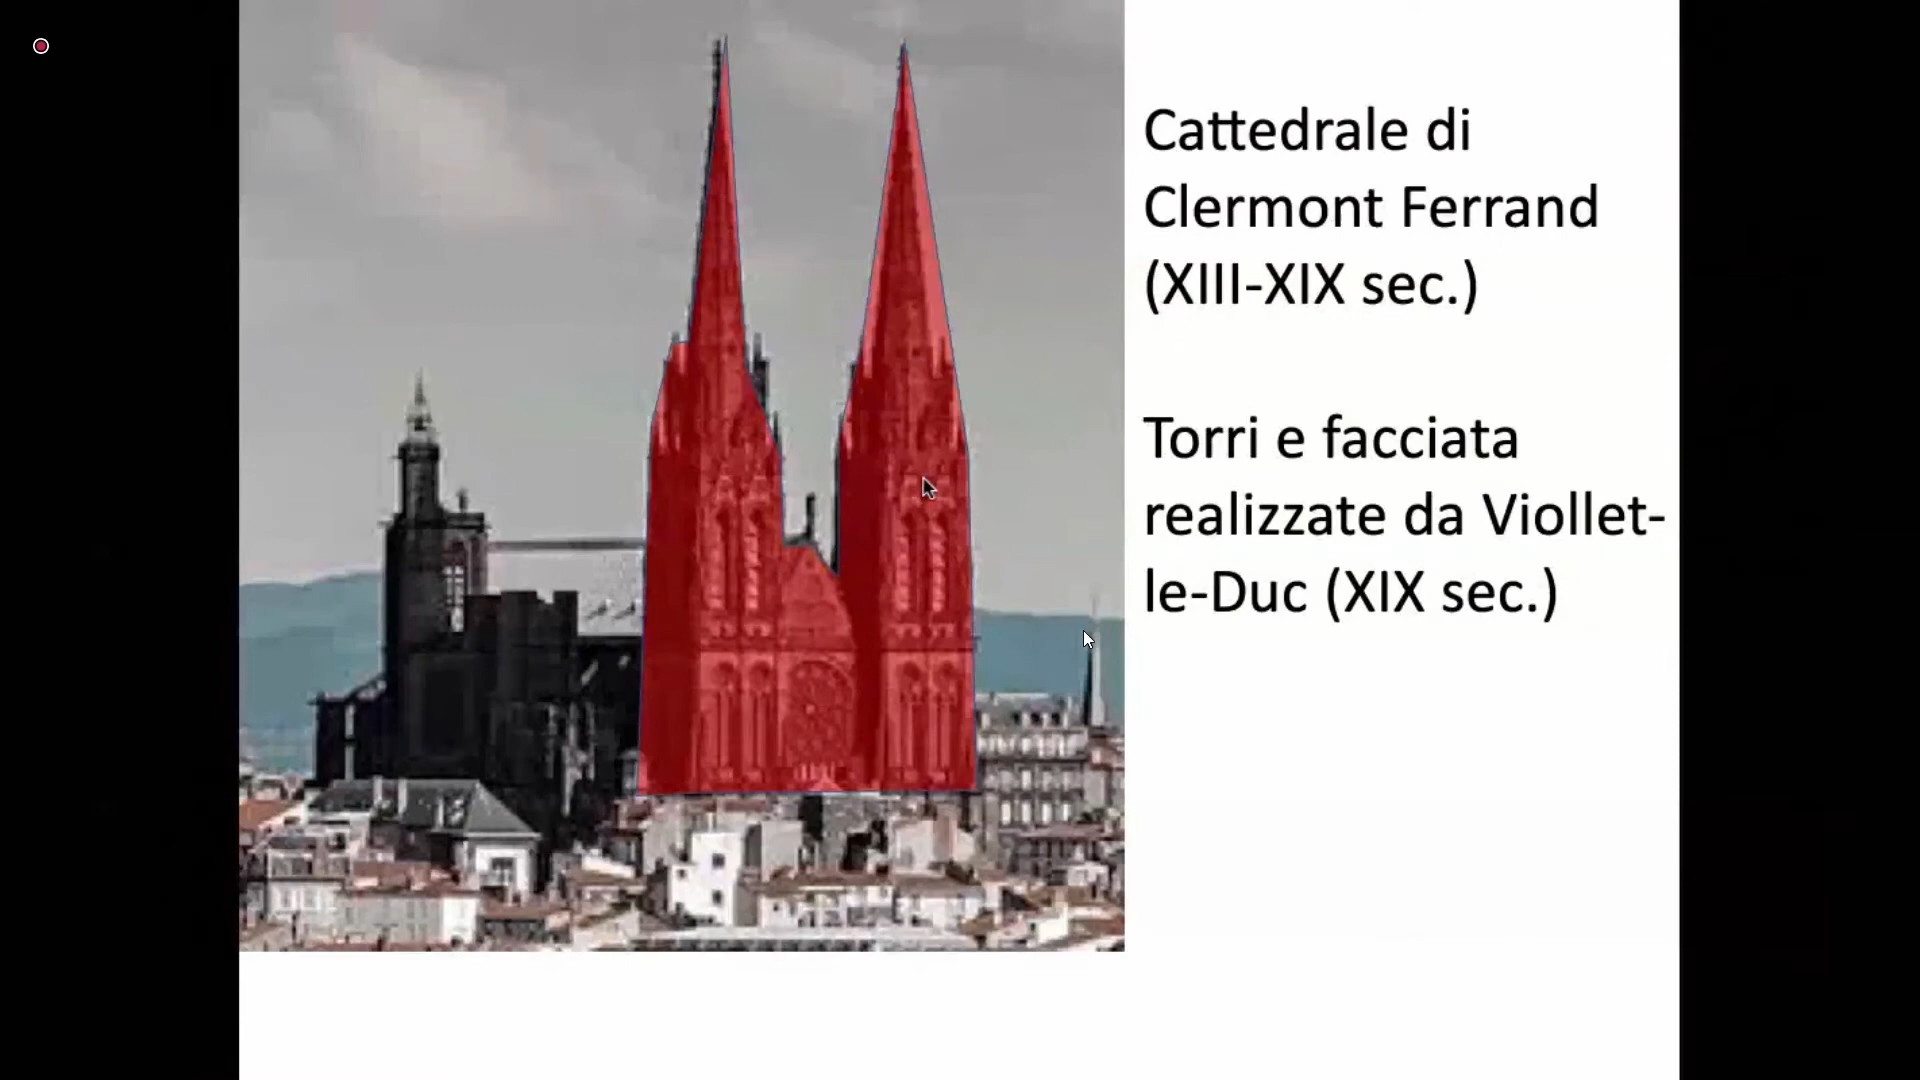 Cattedrale di
Clermont Ferrand
(XIII-XIX sec.)
Torri e facciata
realizzate da Viollet-
le-Duc (XIX sec.)